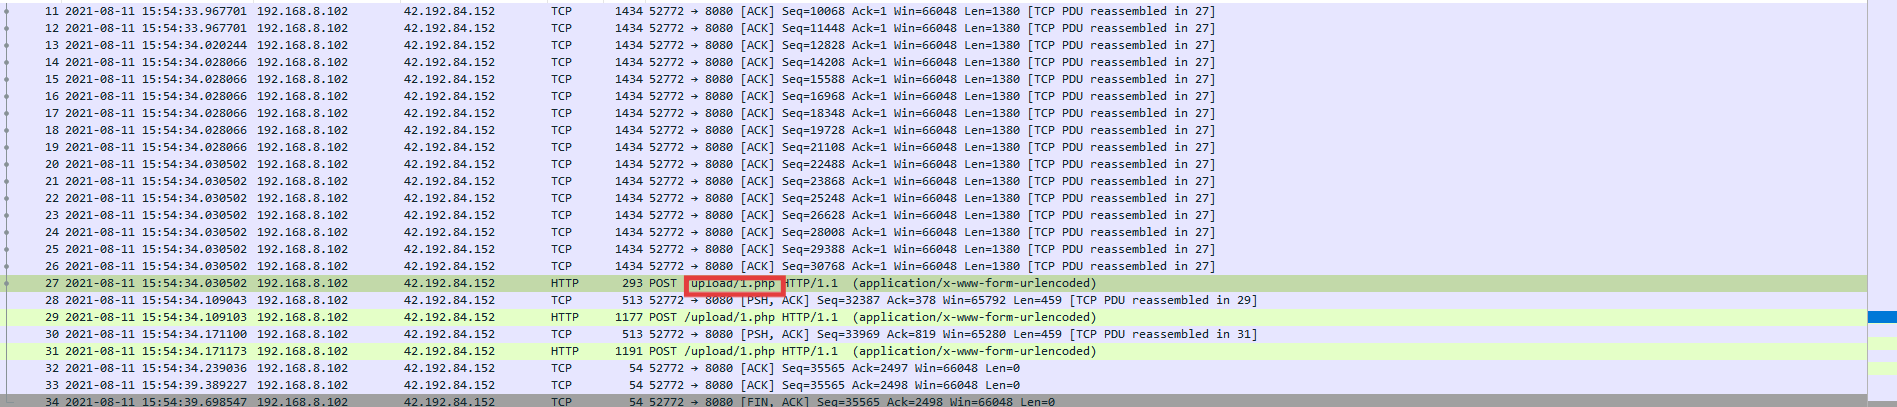 11 2021-08-11 15:54:33.967701 192.168.8.102 42.192.84.152 TCP 1434 52772 → 8080 [ACK] Seq=10068 Ack=1 Win=66048 Len=1380 [TCP PDU reassembled in 27]
12 2021-08-11 15:54:33.967701 192.168.8.102 42.192.84.152 TCP 1434 52772 → 8080 [ACK] Seq=11448 Ack=1 Win=66048 Len=1380 [TCP PDU reassembled in 27]
13 2021-08-11 15:54:34.020244 192.168.8.102 42.192.84.152 TCP 1434 52772 → 8080 [ACK] Seq=12828 Ack=1 Win=66048 Len=1380 [TCP PDU reassembled in 27]
14 2021-08-11 15:54:34.028066 192.168.8.102 42.192.84.152 TCP 1434 52772 → 8080 [ACK] Seq=14208 Ack=1 Win=66048 Len=1380 [TCP PDU reassembled in 27]
15 2021-08-11 15:54:34.028066 192.168.8.102 42.192.84.152 TCP 1434 52772 → 8080 [ACK] Seq=15588 Ack=1 Win=66048 Len=1380 [TCP PDU reassembled in 27]
16 2021-08-11 15:54:34.028066 192.168.8.102 42.192.84.152 TCP 1434 52772 → 8080 [ACK] Seq=16968 Ack=1 Win=66048 Len=1380 [TCP PDU reassembled in 27]
17 2021-08-11 15:54:34.028066 192.168.8.102 42.192.84.152 TCP 1434 52772 → 8080 [ACK] Seq=18348 Ack=1 Win=66048 Len=1380 [TCP PDU reassembled in 27]
18 2021-08-11 15:54:34.028066 192.168.8.102 42.192.84.152 TCP 1434 52772 → 8080 [ACK] Seq=19728 Ack=1 Win=66048 Len=1380 [TCP PDU reassembled in 27]
19 2021-08-11 15:54:34.028066 192.168.8.102 42.192.84.152 TCP 1434 52772 → 8080 [ACK] Seq=21108 Ack=1 Win=66048 Len=1380 [TCP PDU reassembled in 27]
20 2021-08-11 15:54:34.030502 192.168.8.102 42.192.84.152 TCP 1434 52772 → 8080 [ACK] Seq=22488 Ack=1 Win=66048 Len=1380 [TCP PDU reassembled in 27]
21 2021-08-11 15:54:34.030502 192.168.8.102 42.192.84.152 TCP 1434 52772 → 8080 [ACK] Seq=23868 Ack=1 Win=66048 Len=1380 [TCP PDU reassembled in 27]
22 2021-08-11 15:54:34.030502 192.168.8.102 42.192.84.152 TCP 1434 52772 → 8080 [ACK] Seq=25248 Ack=1 Win=66048 Len=1380 [TCP PDU reassembled in 27]
23 2021-08-11 15:54:34.030502 192.168.8.102 42.192.84.152 TCP 1434 52772 → 8080 [ACK] Seq=26628 Ack=1 Win=66048 Len=1380 [TCP PDU reassembled in 27]
24 2021-08-11 15:54:34.030502 192.168.8.102 42.192.84.152 TCP 1434 52772 → 8080 [ACK] Seq=28008 Ack=1 Win=66048 Len=1380 [TCP PDU reassembled in 27]
25 2021-08-11 15:54:34.030502 192.168.8.102 42.192.84.152 TCP 1434 52772 → 8080 [ACK] Seq=29388 Ack=1 Win=66048 Len=1380 [TCP PDU reassembled in 27]
26 2021-08-11 15:54:34.030502 192.168.8.102 42.192.84.152 TCP 1434 52772 → 8080 [ACK] Seq=30768 Ack=1 Win=66048 Len=1380 [TCP PDU reassembled in 27]
27 2021-08-11 15:54:34.030502 192.168.8.102 42.192.84.152 HTTP 293 POST /upload/1.php HTTP/1.1 (application/x-www-form-urlencoded)
28 2021-08-11 15:54:34.109043 192.168.8.102 42.192.84.152 TCP 513 52772 → 8080 [PSH, ACK] Seq=32387 Ack=378 Win=65792 Len=459 [TCP PDU reassembled in 29]
29 2021-08-11 15:54:34.109103 192.168.8.102 42.192.84.152 HTTP 1177 POST /upload/1.php HTTP/1.1 (application/x-www-form-urlencoded)
30 2021-08-11 15:54:34.171100 192.168.8.102 42.192.84.152 TCP 513 52772 → 8080 [PSH, ACK] Seq=33969 Ack=819 Win=65280 Len=459 [TCP PDU reassembled in 31]
31 2021-08-11 15:54:34.171173 192.168.8.102 42.192.84.152 HTTP 1191 POST /upload/1.php HTTP/1.1 (application/x-www-form-urlencoded)
32 2021-08-11 15:54:34.239036 192.168.8.102 42.192.84.152 TCP 54 52772 → 8080 [ACK] Seq=35565 Ack=2497 Win=66048 Len=0
33 2021-08-11 15:54:39.389227 192.168.8.102 42.192.84.152 TCP 54 52772 → 8080 [ACK] Seq=35565 Ack=2498 Win=66048 Len=0
34 2021-08-11 15:54:39.698547 192.168.8.102 42.192.84.152 TCP 54 52772 → 8080 [FIN, ACK] Seq=35565 Ack=2498 Win=66048 Len=0